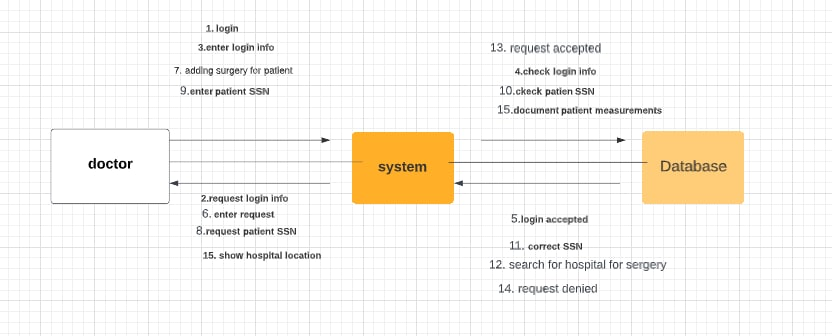 1. login
3.enter login info
7. adding surgery for patient
9.enter patient SSN
13. request accepted
4.check login info
10.ckeck patien SSN
15.document patient measurements
doctor
system
Database
2.request login info
6. enter request
8.request patient SSN
15. show hospital location
5.login accepted
11. correct SSN
12. search for hospital for sergery
14. request denied